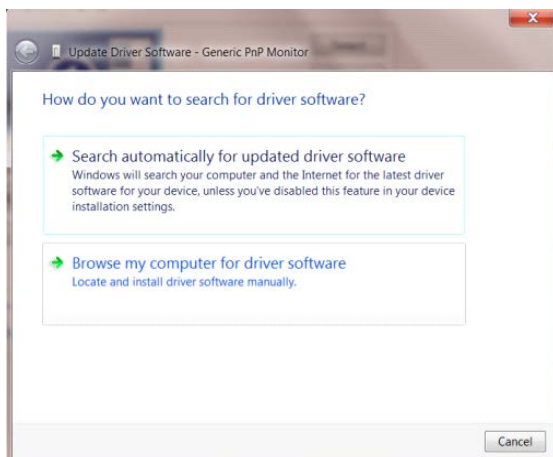 Update Driver Software - Generic PnP Monitor
How do you want to search for driver software?
Search automatically for updated driver software
Windows will search your computer and the Internet for the latest driver
software for your device, unless you've disabled this feature in your device
installation settings.
Browse my computer for driver software
Locate and install driver software manually.
Cancel